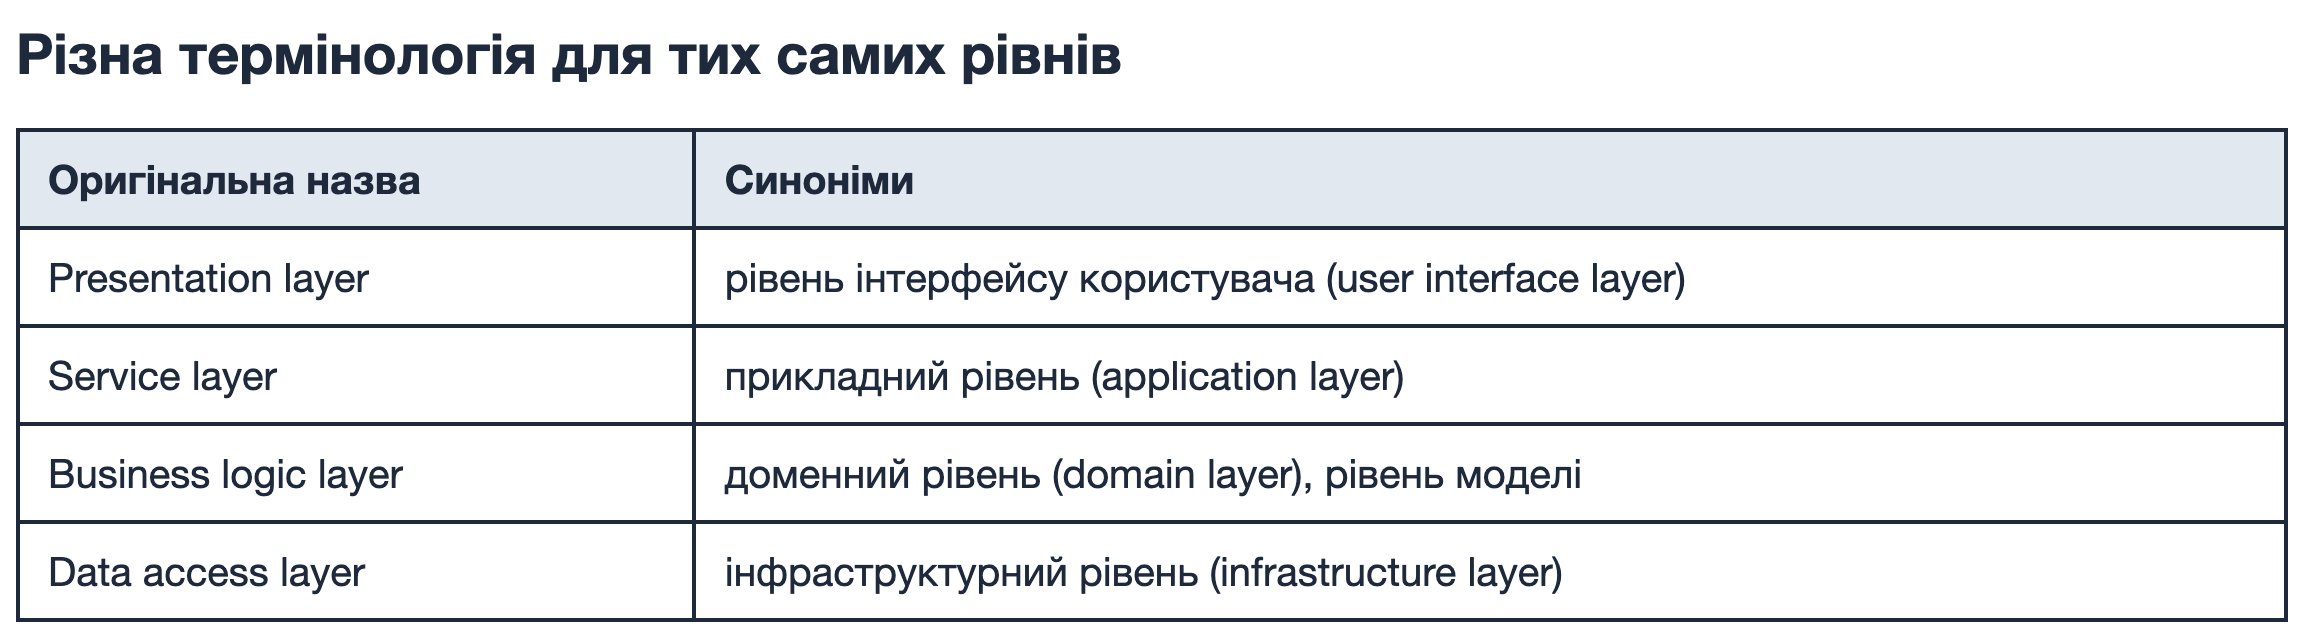 Різна термінологія для тих самих рівнів
Оригінальна назва
Синоніми
Presentation layer
рівень інтерфейсу користувача (user interface layer)
Service layer
прикладний рівень (application layer)
Business logic layer
доменний рівень (domain layer), рівень моделі
Data access layer
інфраструктурний рівень (infrastructure layer)